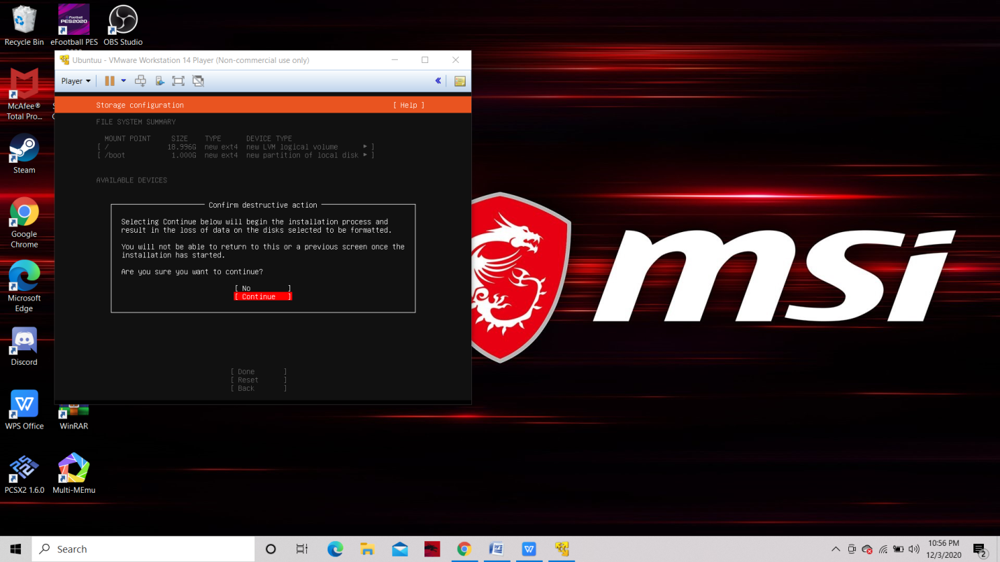 Recycle Bin
eFootball PES
OBS Studio
McAfee®
Total Pro...
Steam
Google
Chrome
Microsoft
Edge
Discord
WPS Office
WinRAR
PCSX2 1.6.0
Multi-MEmu
eFootball
PES2020
Ubuntuu - VMware Workstation 14 Player (Non-commercial use only)
Player
Storage configuration [ Help ]
FILE SYSTEM SUMMARY
MOUNT POINT SIZE TYPE DEVICE TYPE
[ / 18.996G new ext4 new LVM logical volume ▸ ]
[ /boot 1.000G new ext4 new partition of local disk ▸ ]
AVAILABLE DEVICES
Confirm destructive action
Selecting Continue below will begin the installation process and
result in the loss of data on the disks selected to be formatted.
You will not be able to return to this or a previous screen once the
installation has started.
Are you sure you want to continue?
[ No ]
[ Continue ]
[ Done ]
[ Reset ]
[ Back ]
msi
Search
10:56 PM
12/3/2020
2